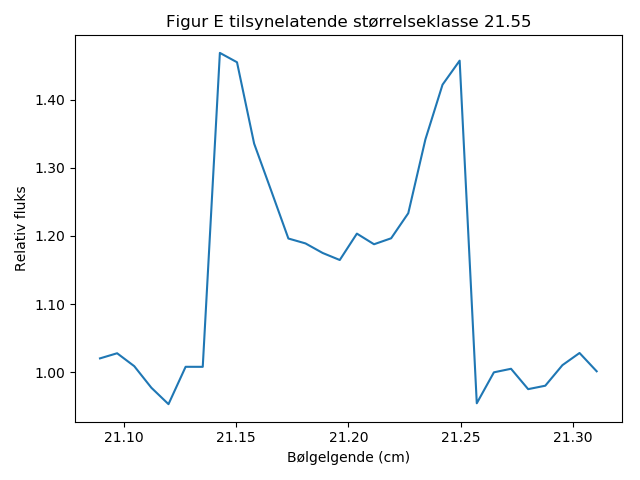 Figur E tilsynelatende størrelseklasse 21.55
Relativ fluks
1.40
1.30
1.20
1.10
1.00
21.10 21.15 21.20 21.25 21.30
Bølgelgende (cm)